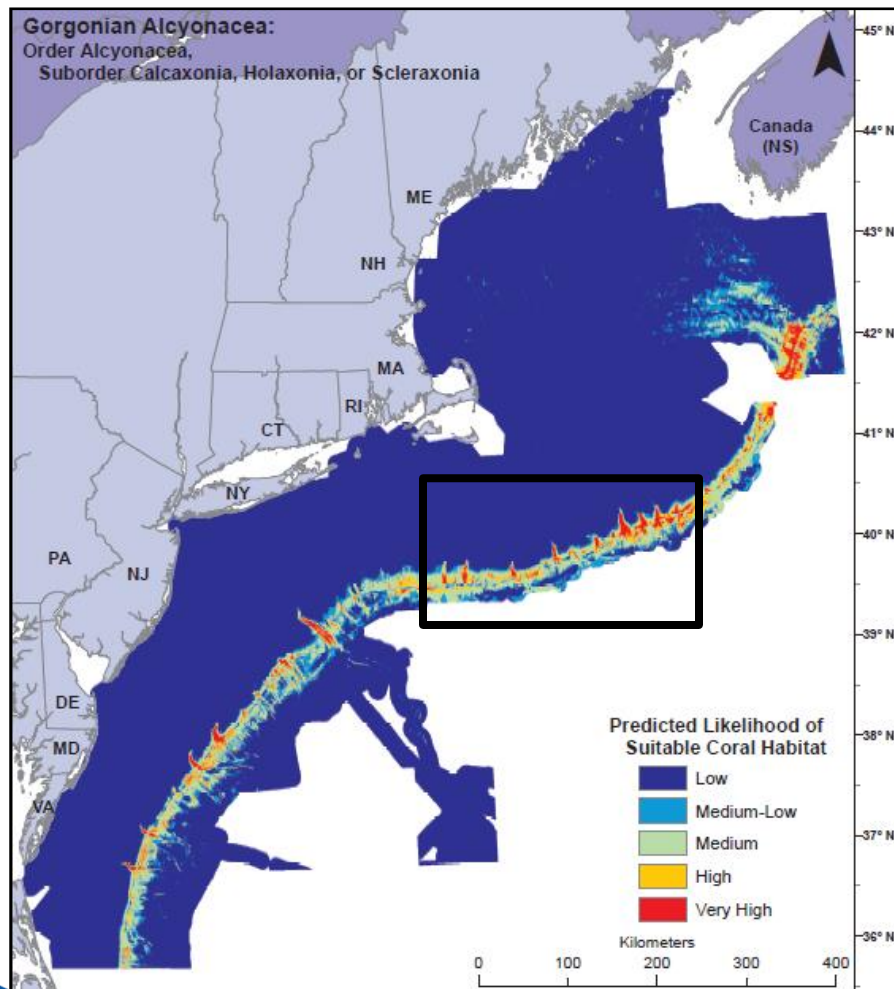 Gorgonian Alcyonacea:
Order Alcyonacea,
Suborder Calcaxonia, Holaxonia, or Scleraxonia
N
45° N
Canada
(NS)
44° N
ME
43° N
NH
42° N
MA
RI
CT
41° N
NY
40° N
PA
NJ
39° N
DE
MD
38° N
VA
37° N
36° N
Predicted Likelihood of
Suitable Coral Habitat
Low
Medium-Low
Medium
High
Very High
Kilometers
0 100 200 300 400